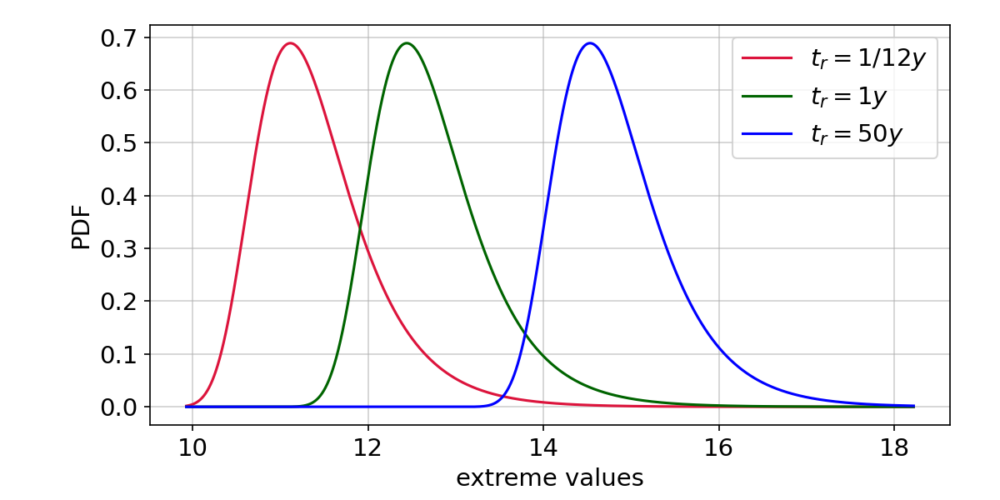 0.7
0.6
0.5
0.4
0.3
0.2
0.1
0.0
PDF
10 12 14 16 18
extreme values
t_r = 1/12y
t_r = 1y
t_r = 50y